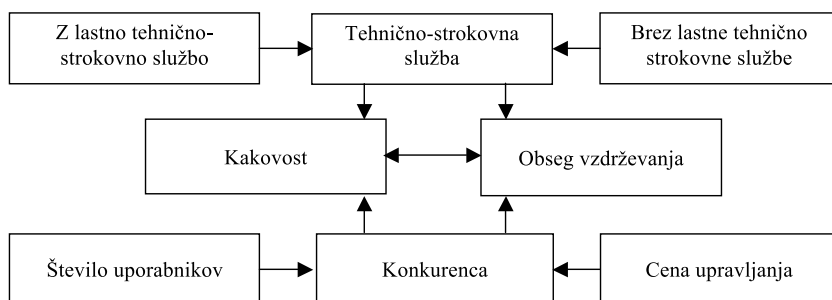 Z lastno tehnično-
strokovno službo
Tehnično-strokovna
služba
Brez lastne tehnično
strokovne službe
Kakovost
Obseg vzdrževanja
Število uporabnikov
Konkurenca
Cena upravljanja